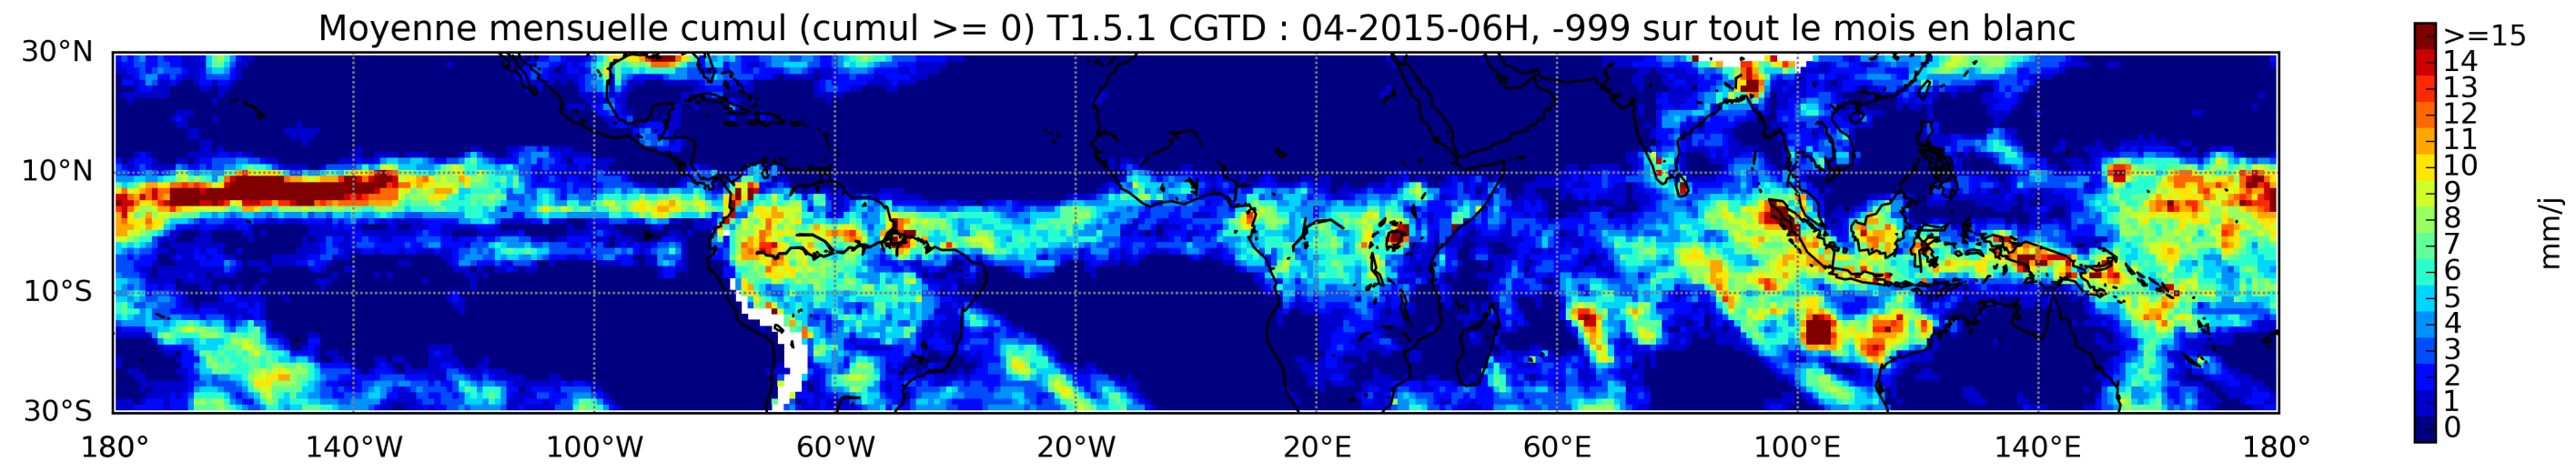 Moyenne mensuelle cumul (cumul >= 0) T1.5.1 CGTD : 04-2015-06H, -999 sur tout le mois en blanc
30°N
10°N
10°S
30°S
180°
140°W
100°W
60°W
20°W
20°E
60°E
100°E
140°E
180°
>=15
14
13
12
11
10
9
8
7
6
5
4
3
2
1
0
mm/j